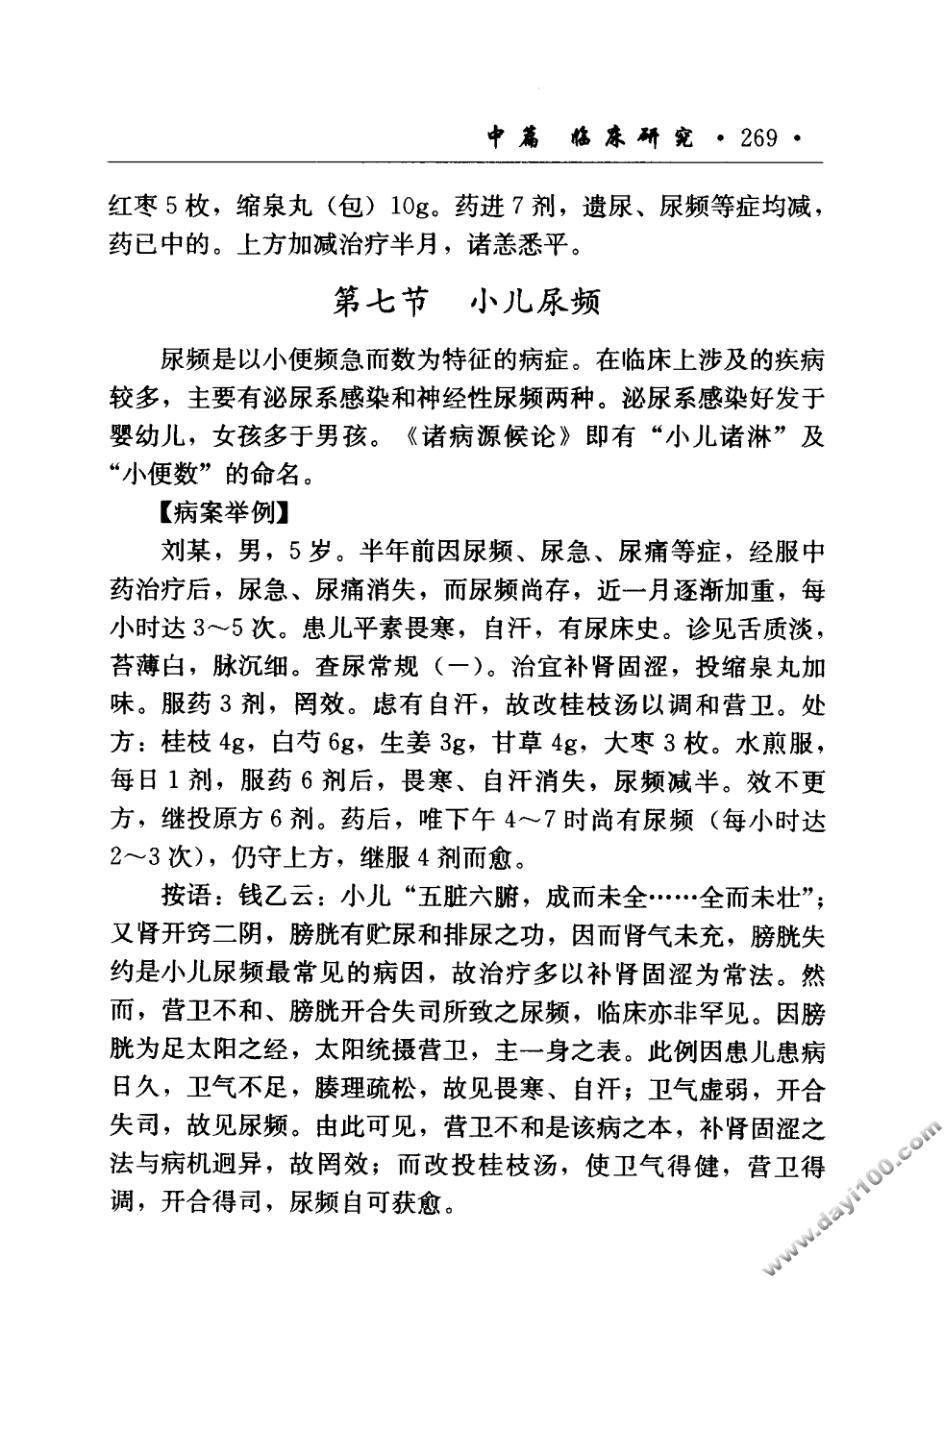 中篇 临床研究 · 269 ·
红枣 5 枚，缩泉丸（包）10g。药进 7 剂，遗尿、尿频等症均减，
药已中的。上方加减治疗半月，诸恙悉平。
第七节 小儿尿频
尿频是以小便频急而数为特征的病症。在临床上涉及的疾病
较多，主要有泌尿系感染和神经性尿频两种。泌尿系感染好发于
婴幼儿，女孩多于男孩。《诸病源候论》即有“小儿诸淋”及
“小便数”的命名。
【病案举例】
刘某，男，5 岁。半年前因尿频、尿急、尿痛等症，经服中
药治疗后，尿急、尿痛消失，而尿频尚存，近一月逐渐加重，每
小时达 3～5 次。患儿平素畏寒，自汗，有尿床史。诊见舌质淡，
苔薄白，脉沉细。查尿常规（一）。治宜补肾固涩，投缩泉丸加
味。服药 3 剂，罔效。虑有自汗，故改桂枝汤以调和营卫。处
方：桂枝 4g，白芍 6g，生姜 3g，甘草 4g，大枣 3 枚。水煎服，
每日 1 剂，服药 6 剂后，畏寒、自汗消失，尿频减半。效不更
方，继投原方 6 剂。药后，唯下午 4～7 时尚有尿频（每小时达
2～3 次），仍守上方，继服 4 剂而愈。
按语：钱乙云：小儿“五脏六腑，成而未全……全而未壮”；
又肾开窍二阴，膀胱有贮尿和排尿之功，因而肾气未充，膀胱失
约是小儿尿频最常见的病因，故治疗多以补肾固涩为常法。然
而，营卫不和、膀胱开合失司所致之尿频，临床亦非罕见。因膀
胱为足太阳之经，太阳统摄营卫，主一身之表。此例因患儿患病
日久，卫气不足，腠理疏松，故见畏寒、自汗；卫气虚弱，开合
失司，故见尿频。由此可见，营卫不和是该病之本，补肾固涩之
法与病机迥异，故罔效；而改投桂枝汤，使卫气得健，营卫得
调，开合得司，尿频自可获愈。
www.dayi100.com